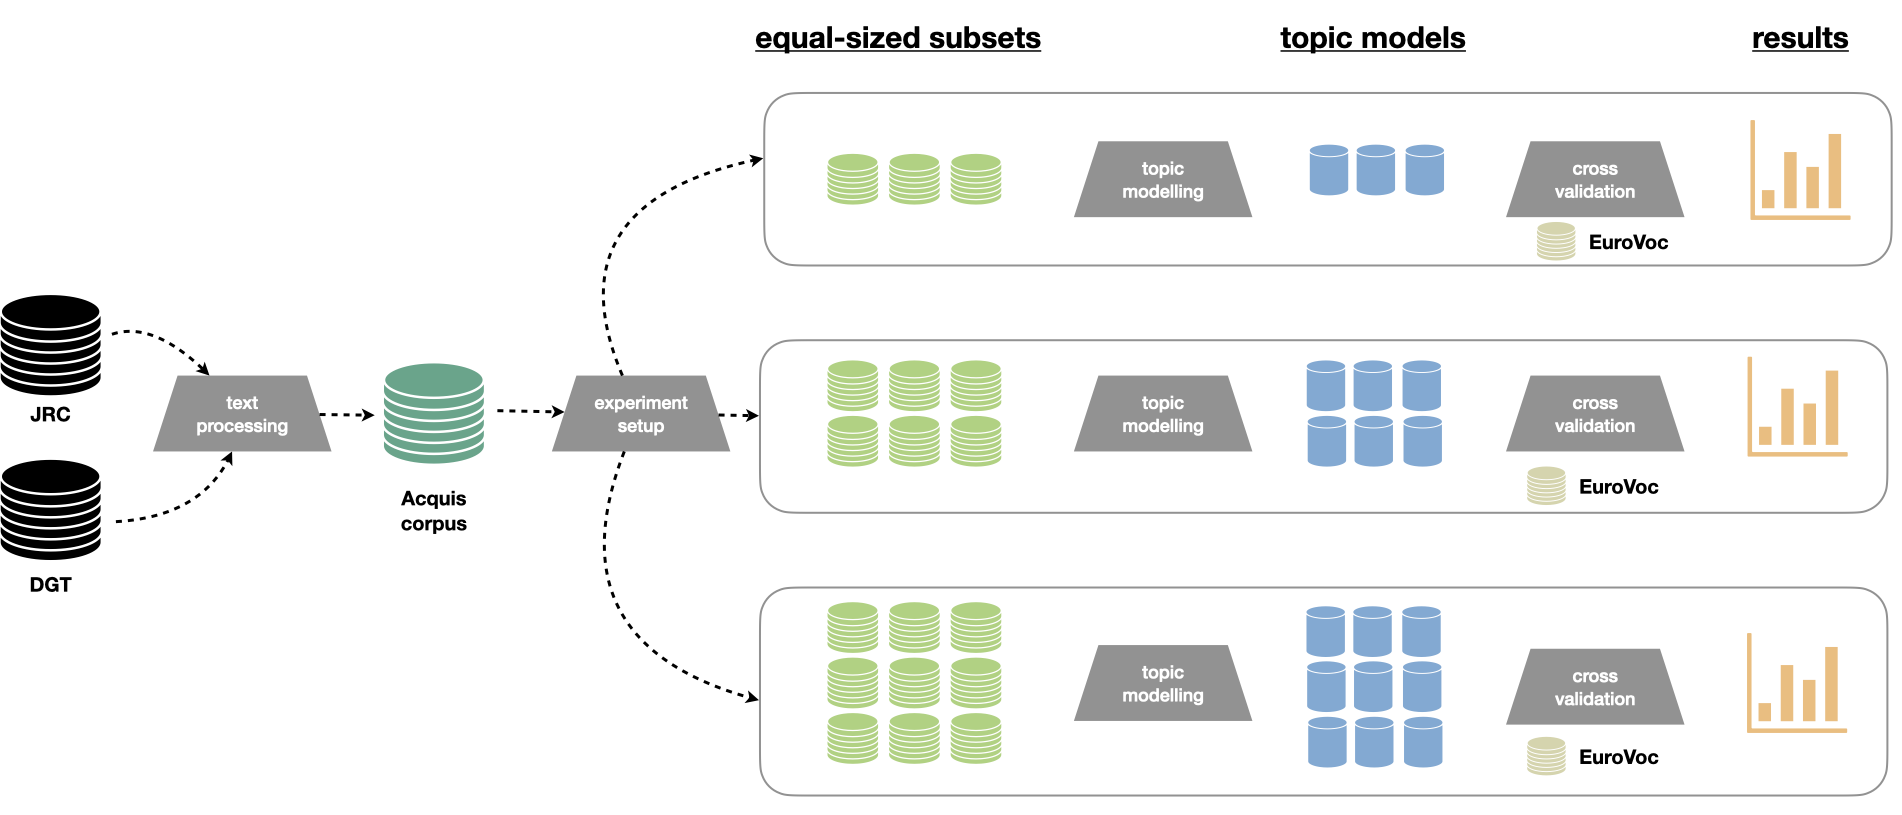 equal-sized subsets
topic models
results
topic
modelling
cross
validation
EuroVoc
JRC
DGT
text
processing
Acquis
corpus
experiment
setup
topic
modelling
cross
validation
EuroVoc
topic
modelling
cross
validation
EuroVoc